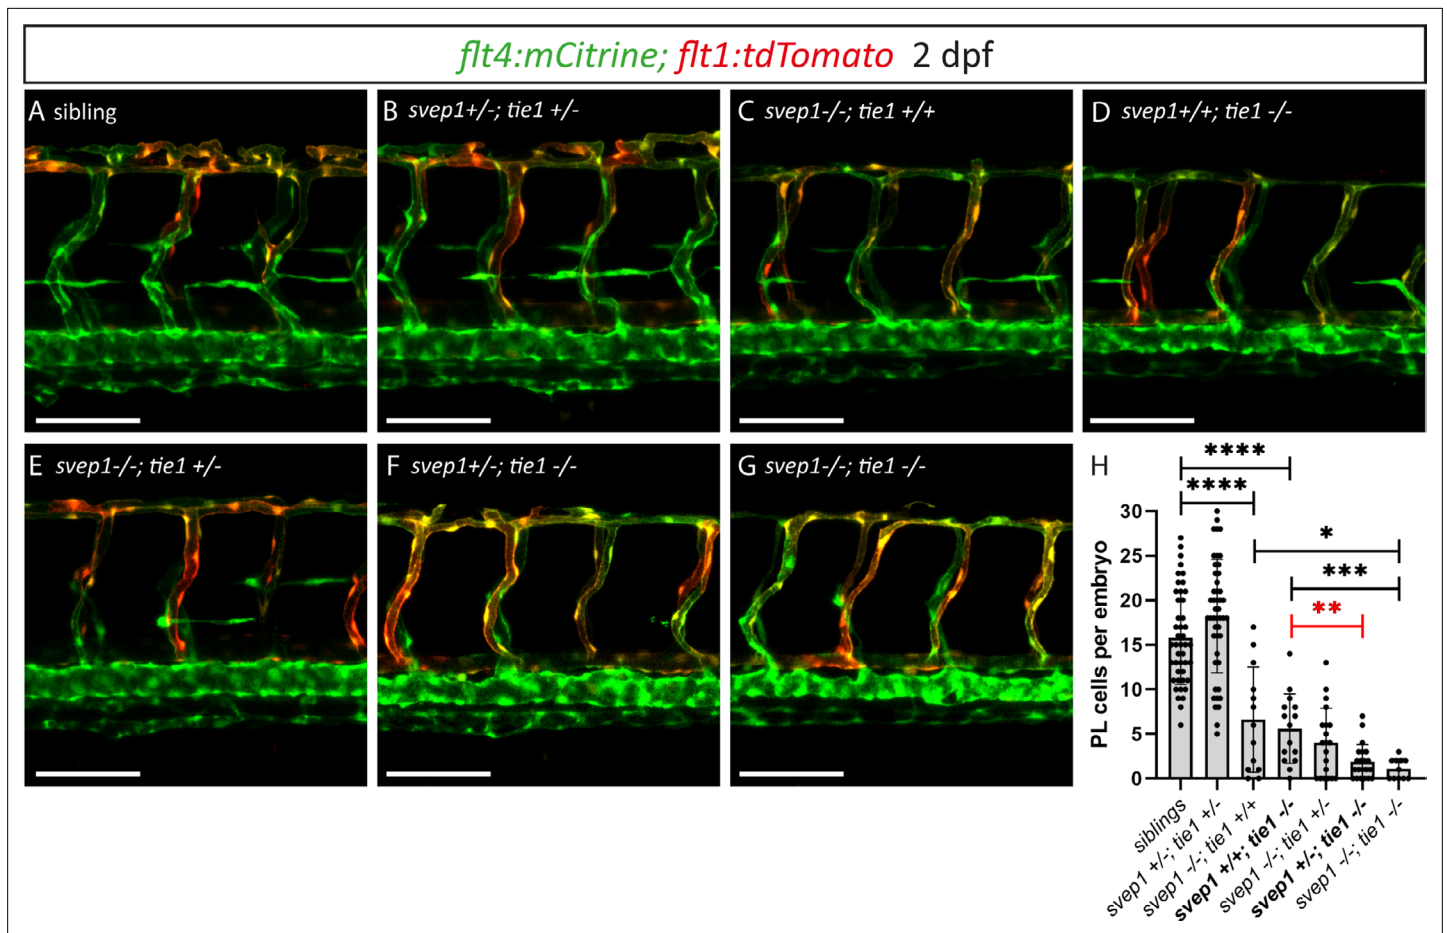 flt4:mCitrine; flt1:tdTomato 2 dpf
A sibling
B svep1+/-; tie1 +/-
C svep1-/-; tie1 +/+
D svep1+/+; tie1 -/-
E svep1-/-; tie1 +/-
F svep1+/-; tie1 -/-
G svep1-/-; tie1 -/-
H
****
****
*
***
**
PL cells per embryo
30
25
20
15
10
5
0
siblings
svep1 +/-; tie1 +/-
svep1 -/-; tie1 +/+
svep1 +/+; tie1 -/-
svep1 -/-; tie1 +/-
svep1 +/-; tie1 -/-
svep1 -/-; tie1 -/-